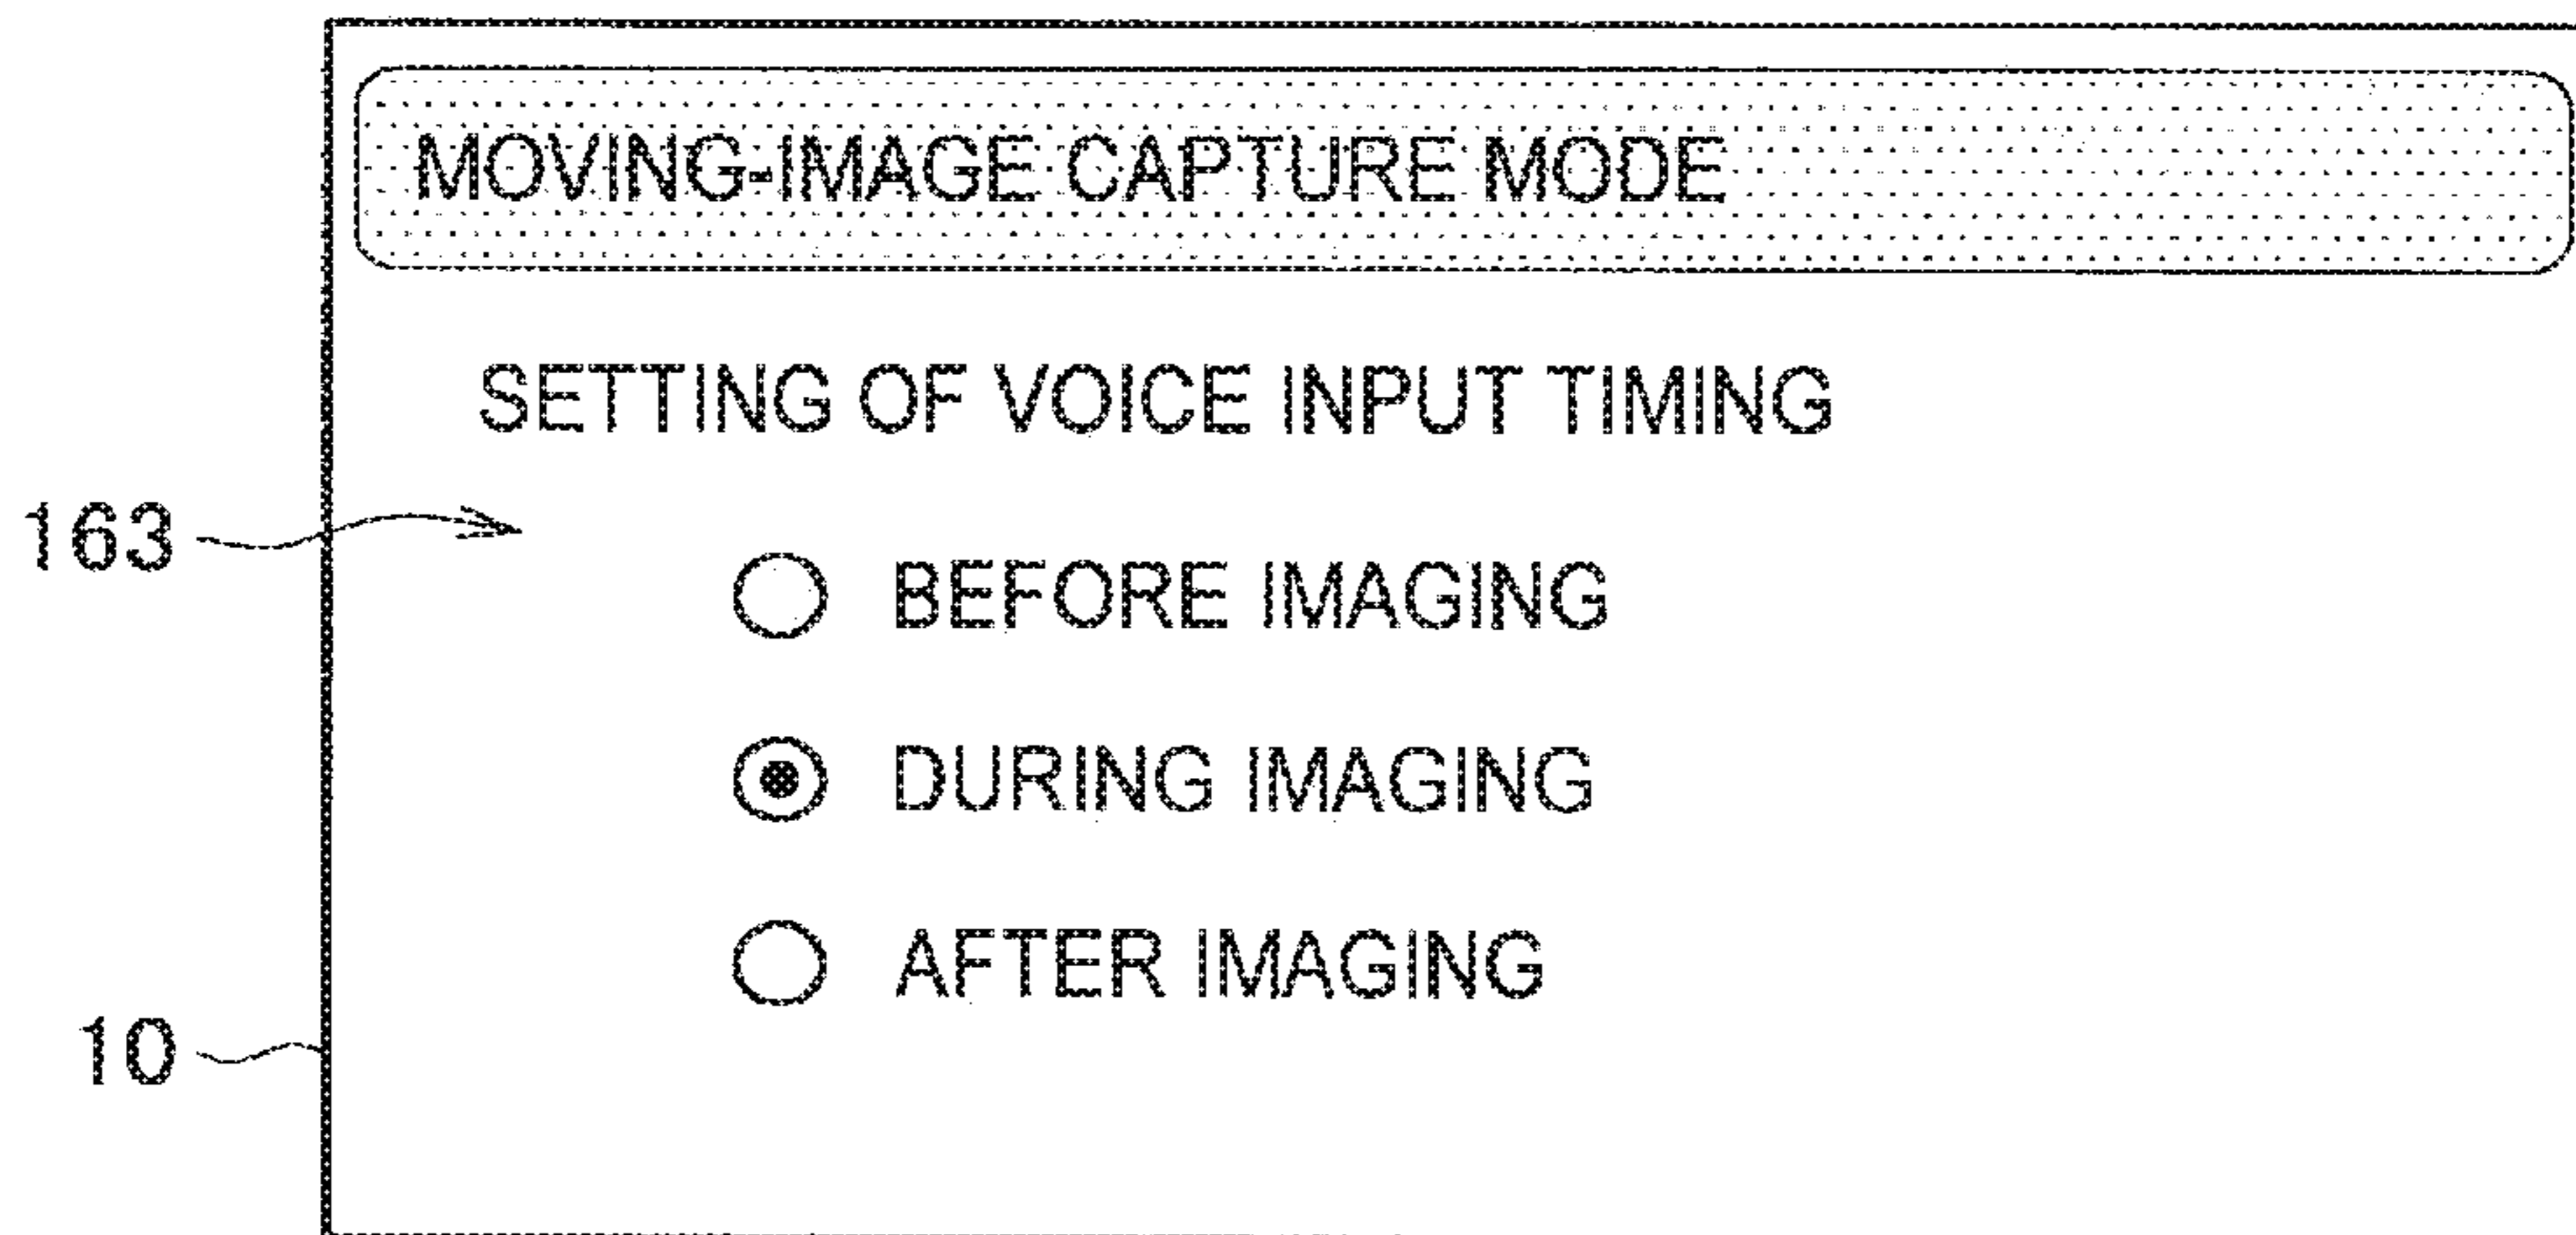 MOVING-IMAGE CAPTURE MODE
SETTING OF VOICE INPUT TIMING
163
BEFORE IMAGING
DURING IMAGING
AFTER IMAGING
10